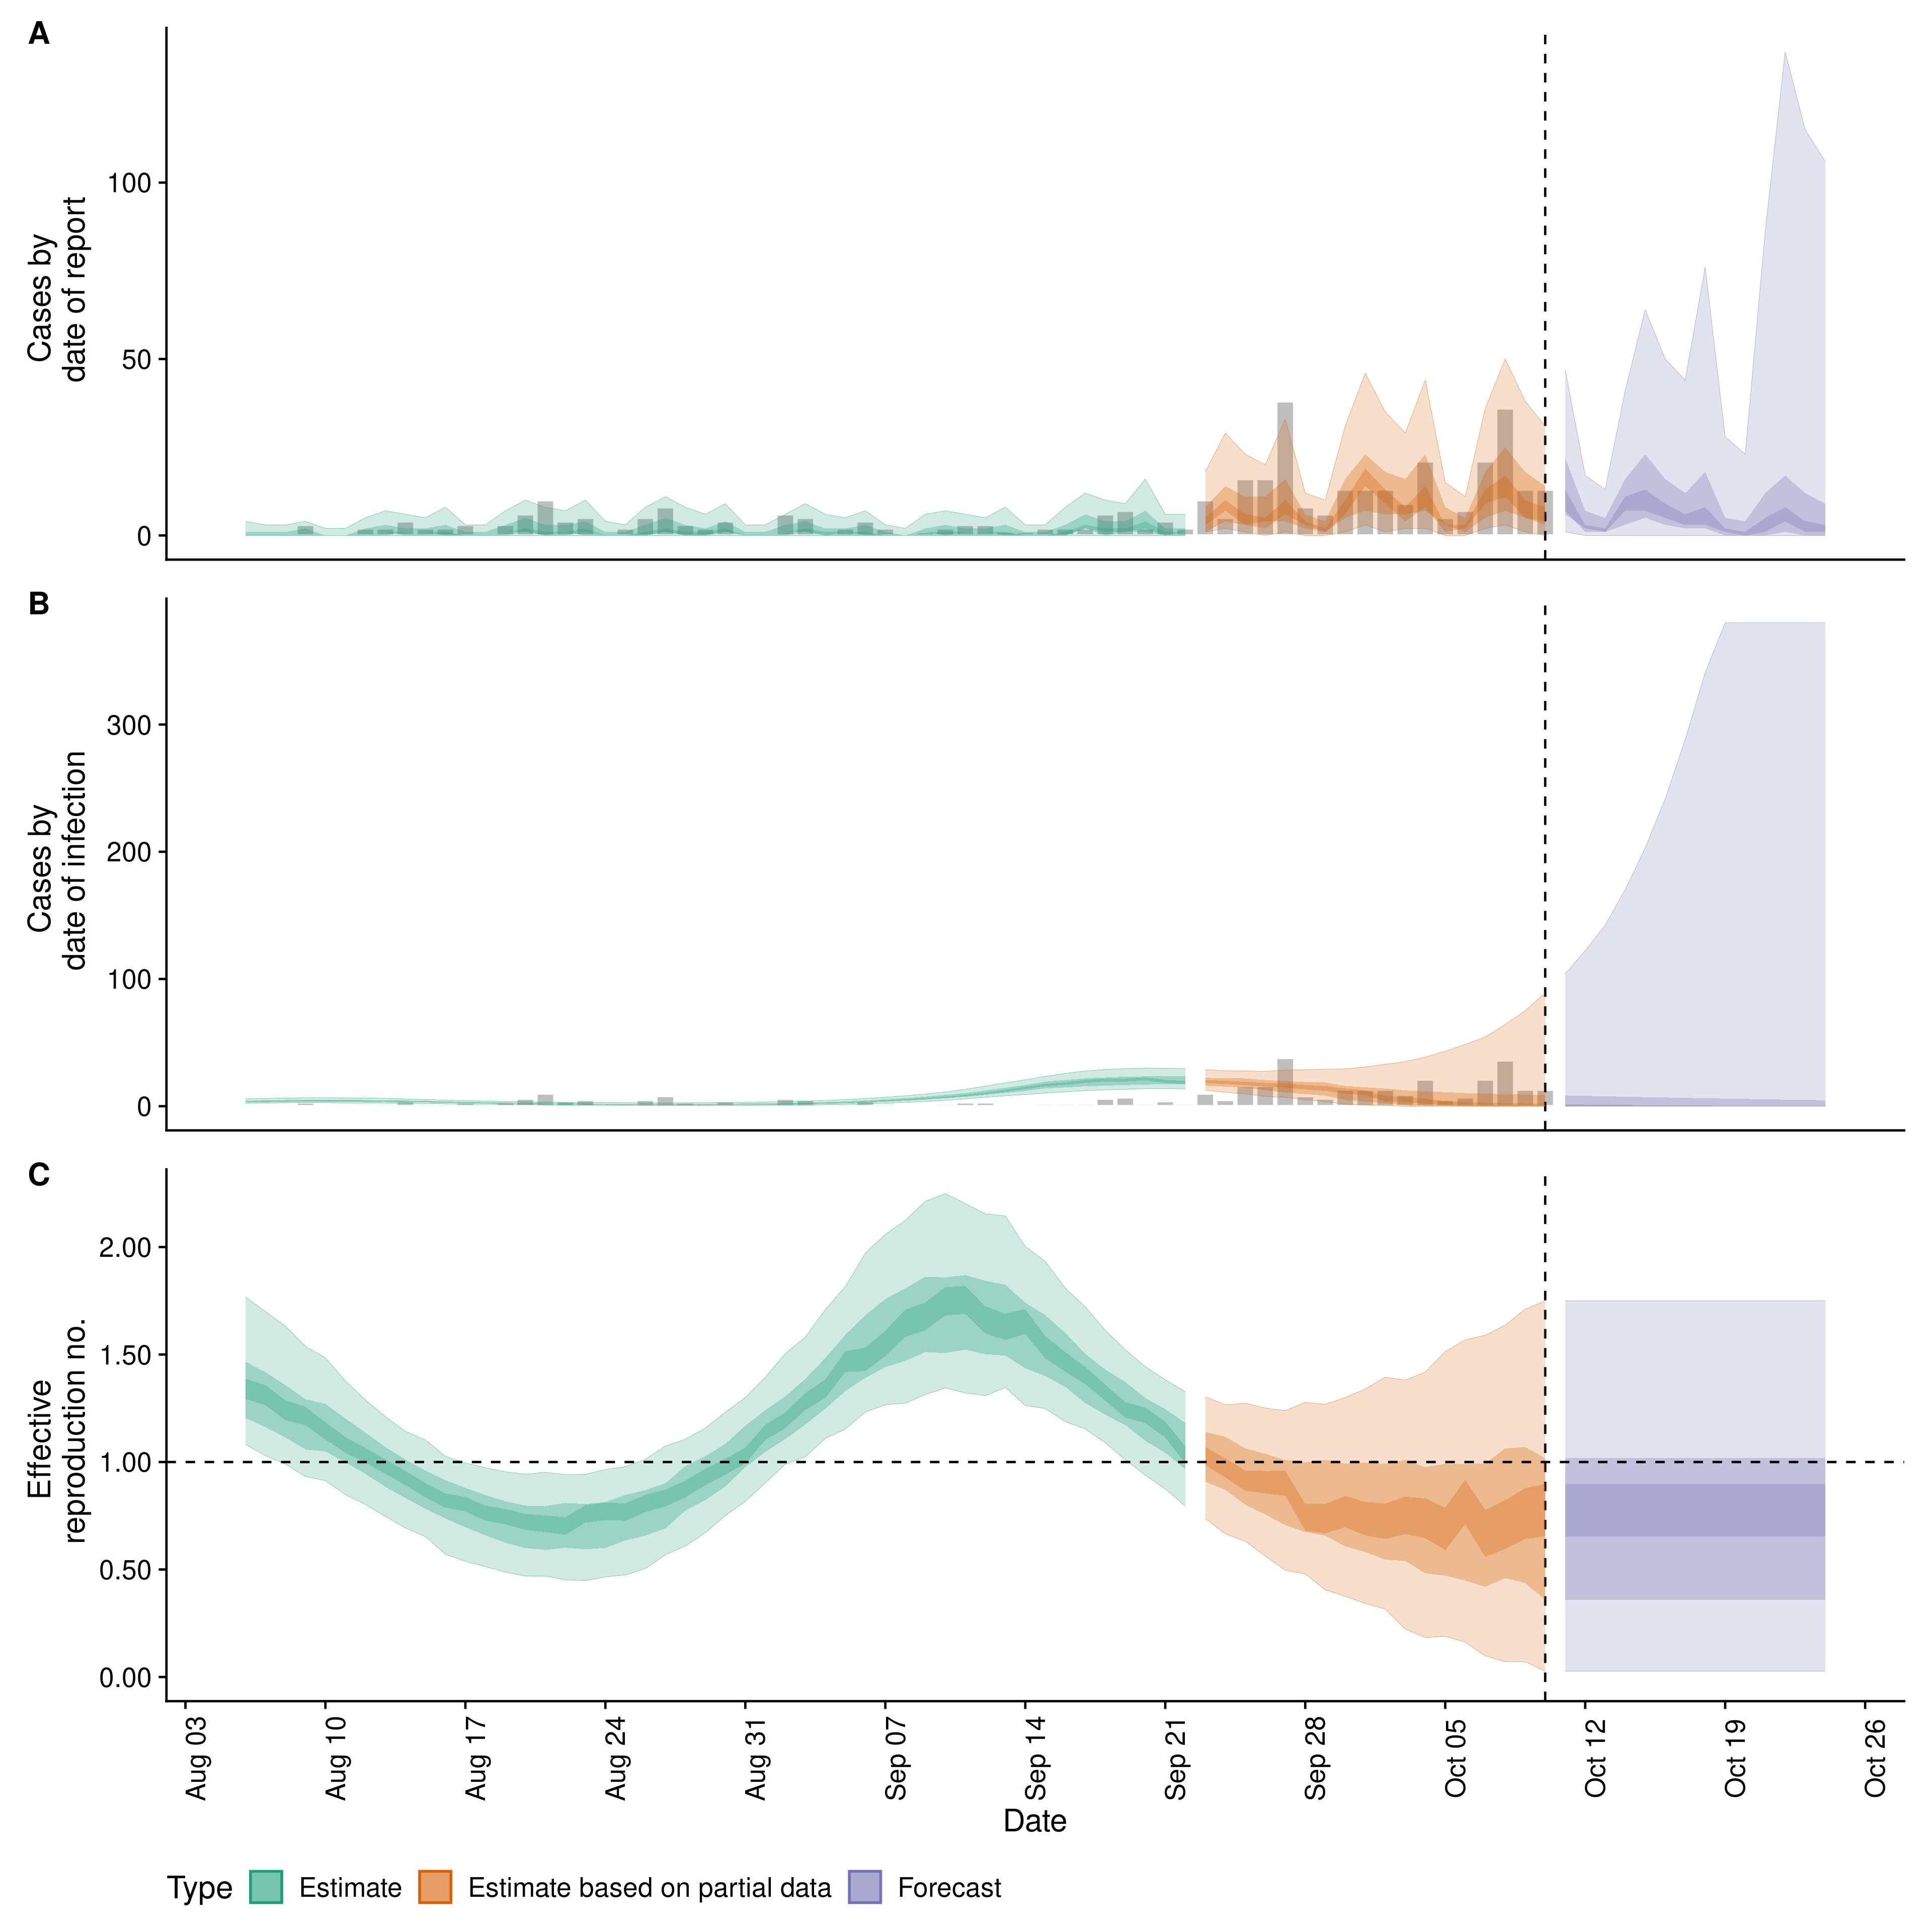 A
Cases by
date of report
100
50
0
B
Cases by
date of infection
300
200
100
0
C
Effective
reproduction no.
2.00
1.50
1.00
0.50
0.00
Aug 03
Aug 10
Aug 17
Aug 24
Aug 31
Sep 07
Sep 14
Sep 21
Sep 28
Oct 05
Oct 12
Oct 19
Oct 26
Date
Type Estimate Estimate based on partial data Forecast